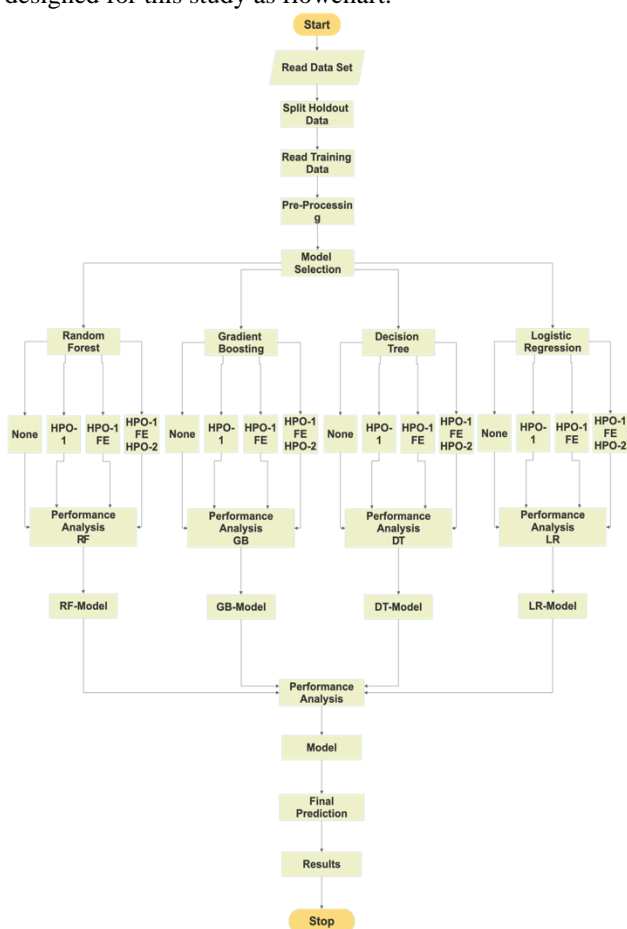 designed for this study as flowchart.
Start
Read Data Set
Split Holdout
Data
Read Training
Data
Pre-Processin
g
Model
Selection
Random
Forest
Gradient
Boosting
Decision
Tree
Logistic
Regression
None
HPO-
1
HPO-1
FE
HPO-1
FE
HPO-2
None
HPO-
1
HPO-1
FE
HPO-1
FE
HPO-2
None
HPO-
1
HPO-1
FE
HPO-1
FE
HPO-2
None
HPO-
1
HPO-1
FE
HPO-1
FE
HPO-2
Performance
Analysis
RF
Performance
Analysis
GB
Performance
Analysis
DT
Performance
Analysis
LR
RF-Model
GB-Model
DT-Model
LR-Model
Performance
Analysis
Model
Final
Prediction
Results
Stop